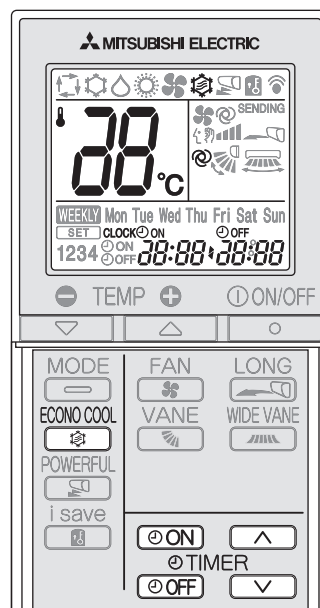 MITSUBISHI ELECTRIC
SENDING
88 °C
WEEKLY Mon Tue Wed Thu Fri Sat Sun
SET CLOCK ON OFF
1234 ON OFF 88:88 88:88
TEMP ON/OFF
MODE FAN LONG
ECONO COOL VANE WIDE VANE
POWERFUL
i save
ON
TIMER
OFF